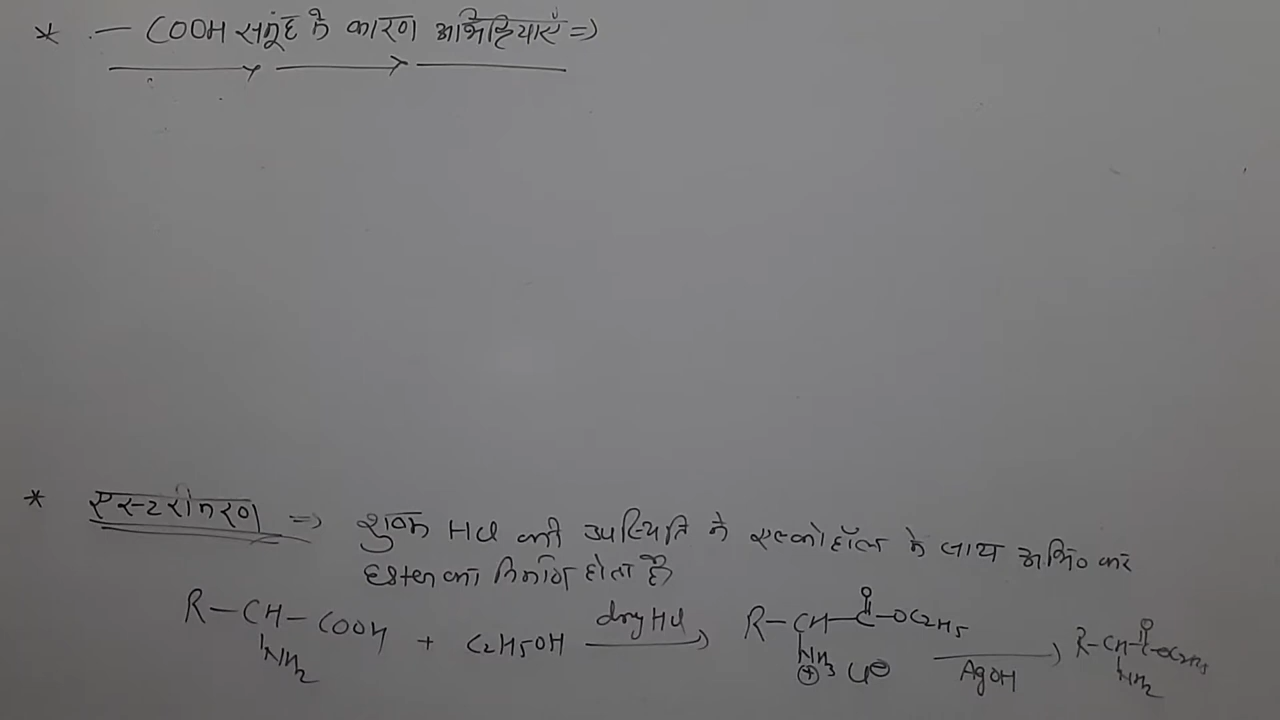 * – COOH समूह के कारण अभिक्रियाएँ ⇒
* एस्टरीकरण ⇒ शुष्क HCl की उपस्थिति मे एल्कोहॉल के साथ अभि० कर
Ester का निर्माण होता है
R–CH–COOH + C2H5OH dry HCl → R–CH–C–OC2H5 → R–CH–C–OC2H5
O O
NH2 NH3 ⊕ Cl⊖ AgOH NH2